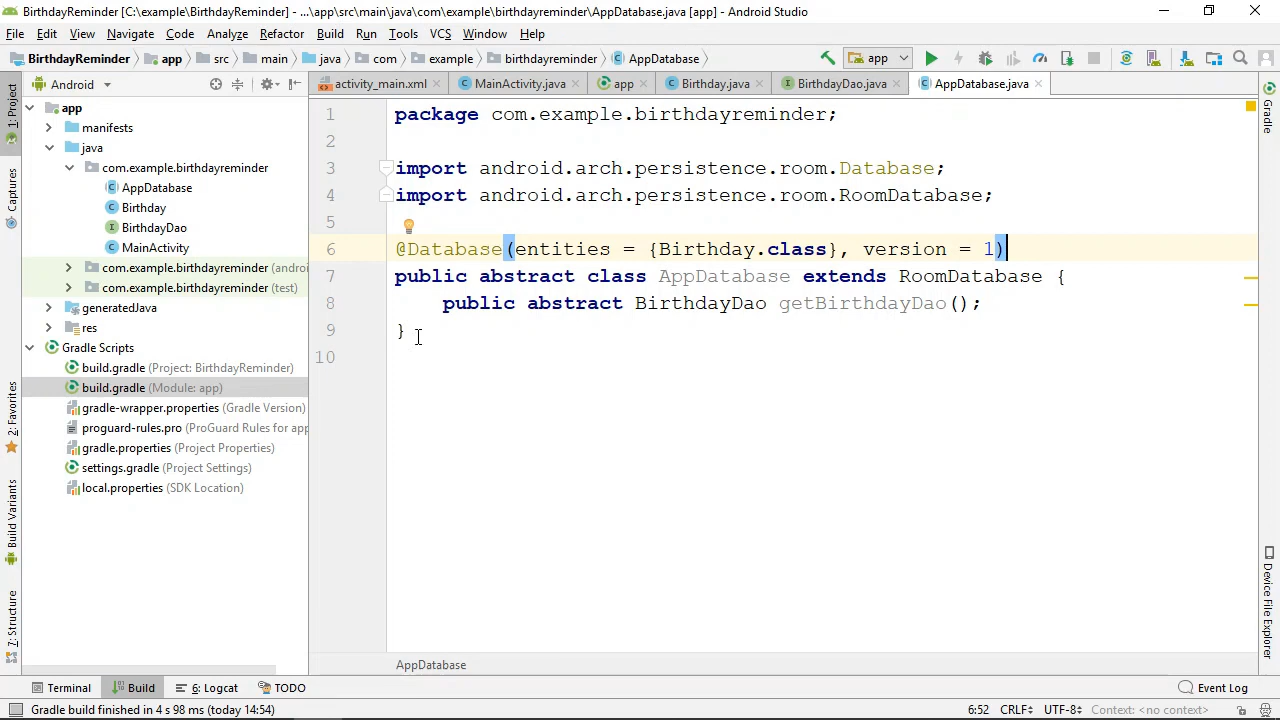 BirthdayReminder [C:\example\BirthdayReminder] - ...\app\src\main\java\com\example\birthdayreminder\AppDatabase.java [app] - Android Studio
File Edit View Navigate Code Analyze Refactor Build Run Tools VCS Window Help
BirthdayReminder app src main java com example birthdayreminder AppDatabase app
Android
activity_main.xml MainActivity.java app Birthday.java BirthdayDao.java AppDatabase.java
1: Project
Captures
2: Favorites
Build Variants
7: Structure
app
manifests
java
com.example.birthdayreminder
AppDatabase
Birthday
BirthdayDao
MainActivity
com.example.birthdayreminder (andro
com.example.birthdayreminder (test)
generatedJava
res
Gradle Scripts
build.gradle (Project: BirthdayReminder)
build.gradle (Module: app)
gradle-wrapper.properties (Gradle Version)
proguard-rules.pro (ProGuard Rules for app
gradle.properties (Project Properties)
settings.gradle (Project Settings)
local.properties (SDK Location)
1 package com.example.birthdayreminder;
2
3 import android.arch.persistence.room.Database;
4 import android.arch.persistence.room.RoomDatabase;
5
6 @Database(entities = {Birthday.class}, version = 1)
7 public abstract class AppDatabase extends RoomDatabase {
8 public abstract BirthdayDao getBirthdayDao();
9 }
10
AppDatabase
Gradle
Device File Explorer
Terminal Build 6: Logcat TODO Event Log
Gradle build finished in 4 s 98 ms (today 14:54) 6:52 CRLF UTF-8 Context: <no context>